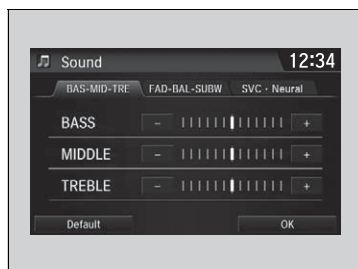 Sound 12:34
BAS-MID-TRE FAD-BAL-SUBW SVC · Neural
BASS - +
MIDDLE - +
TREBLE - +
Default OK